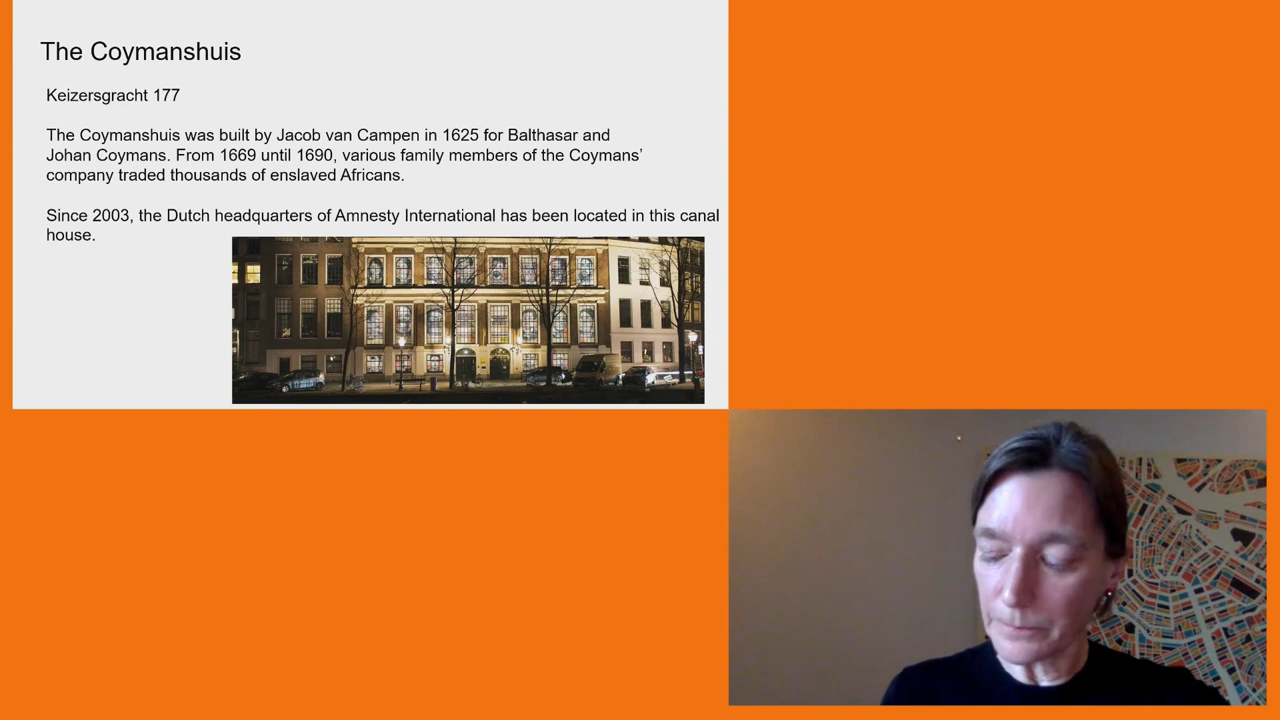 The Coymanshuis
Keizersgracht 177
The Coymanshuis was built by Jacob van Campen in 1625 for Balthasar and
Johan Coymans. From 1669 until 1690, various family members of the Coymans’
company traded thousands of enslaved Africans.
Since 2003, the Dutch headquarters of Amnesty International has been located in this canal
house.